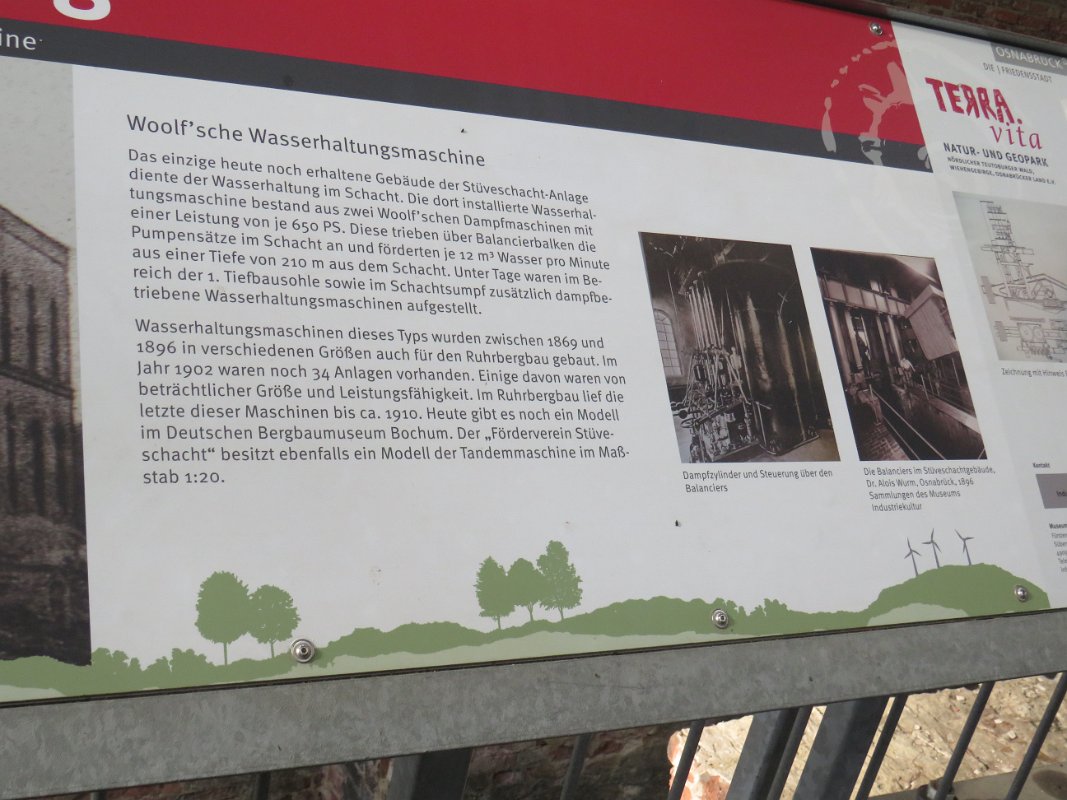 ine
Woolf’sche Wasserhaltungsmaschine
Das einzige heute noch erhaltene Gebäude der Stüveschacht-Anlage
diente der Wasserhaltung im Schacht. Die dort installierte Wasserhal-
tungsmaschine bestand aus zwei Woolf’schen Dampfmaschinen mit
einer Leistung von je 650 PS. Diese trieben über Balancierbalken die
Pumpensätze im Schacht an und förderten je 12 m³ Wasser pro Minute
aus einer Tiefe von 210 m aus dem Schacht. Unter Tage waren im Be-
reich der 1. Tiefbausohle sowie im Schachtsumpf zusätzlich dampfbe-
triebene Wasserhaltungsmaschinen aufgestellt.
Wasserhaltungsmaschinen dieses Typs wurden zwischen 1869 und
1896 in verschiedenen Größen auch für den Ruhrbergbau gebaut. Im
Jahr 1902 waren noch 34 Anlagen vorhanden. Einige davon waren von
beträchtlicher Größe und Leistungsfähigkeit. Im Ruhrbergbau lief die
letzte dieser Maschinen bis ca. 1910. Heute gibt es noch ein Modell
im Deutschen Bergbaumuseum Bochum. Der „Förderverein Stüve-
schacht“ besitzt ebenfalls ein Modell der Tandemmaschine im Maß-
stab 1:20.
Dampfzylinder und Steuerung über den
Balanciers
Die Balanciers im Stüveschachtgebäude,
Dr. Alois Wurm, Osnabrück, 1896
Sammlungen des Museums
Industriekultur
OSNABRÜCK
DIE | FRIEDENSSTADT
TERRA.
vita
NATUR- UND GEOPARK
NÖRDLICHER TEUTOBURGER WALD,
WIEHENGEBIRGE, OSNABRÜCKER LAND E.V.
Zeichnung mit Hinweis
Kontakt
Museum